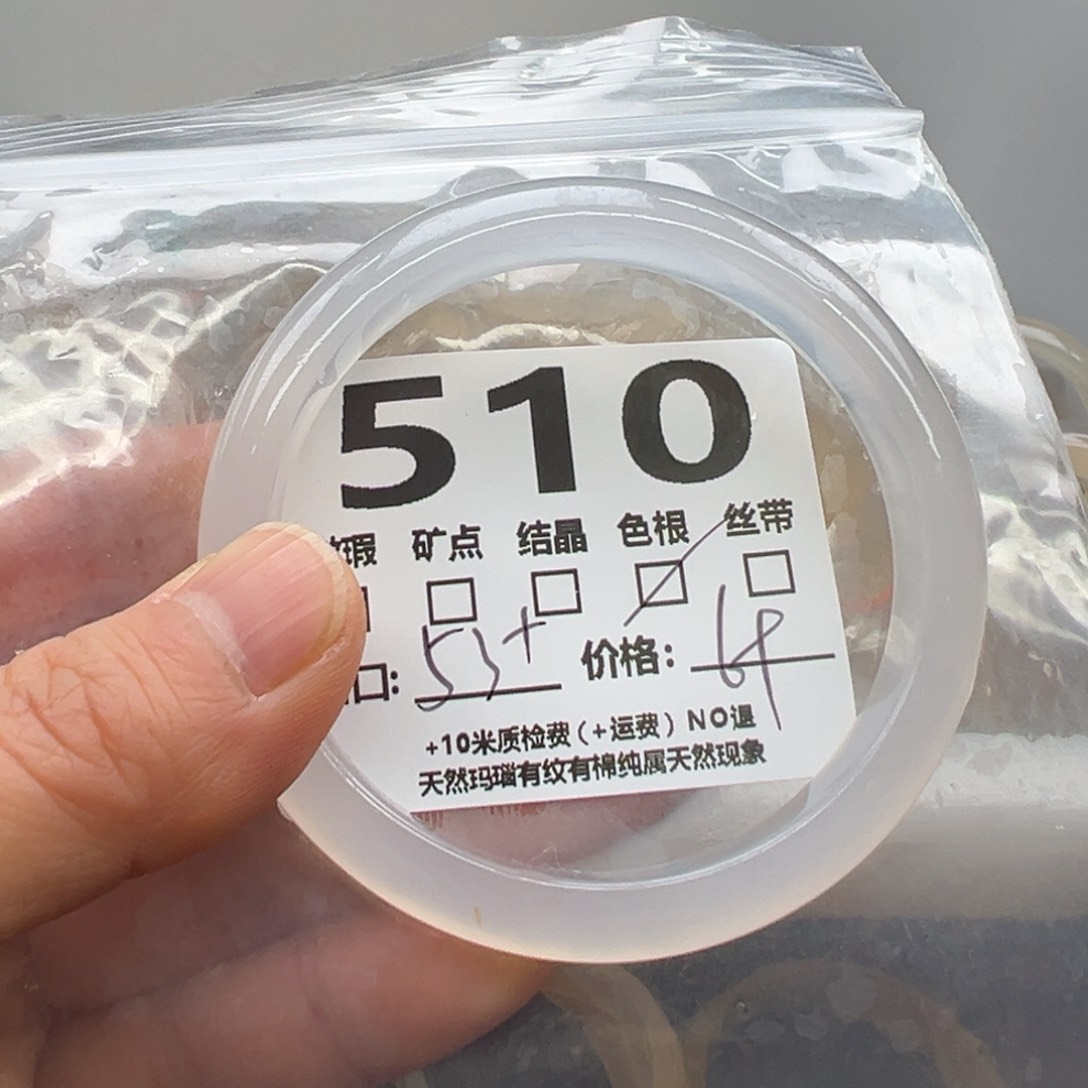 510
瑕 矿点 结晶 色根 丝带
口: 53+ 价格: 69
+10米质检费(+运费)NO退
天然玛瑙有纹有棉纯属天然现象